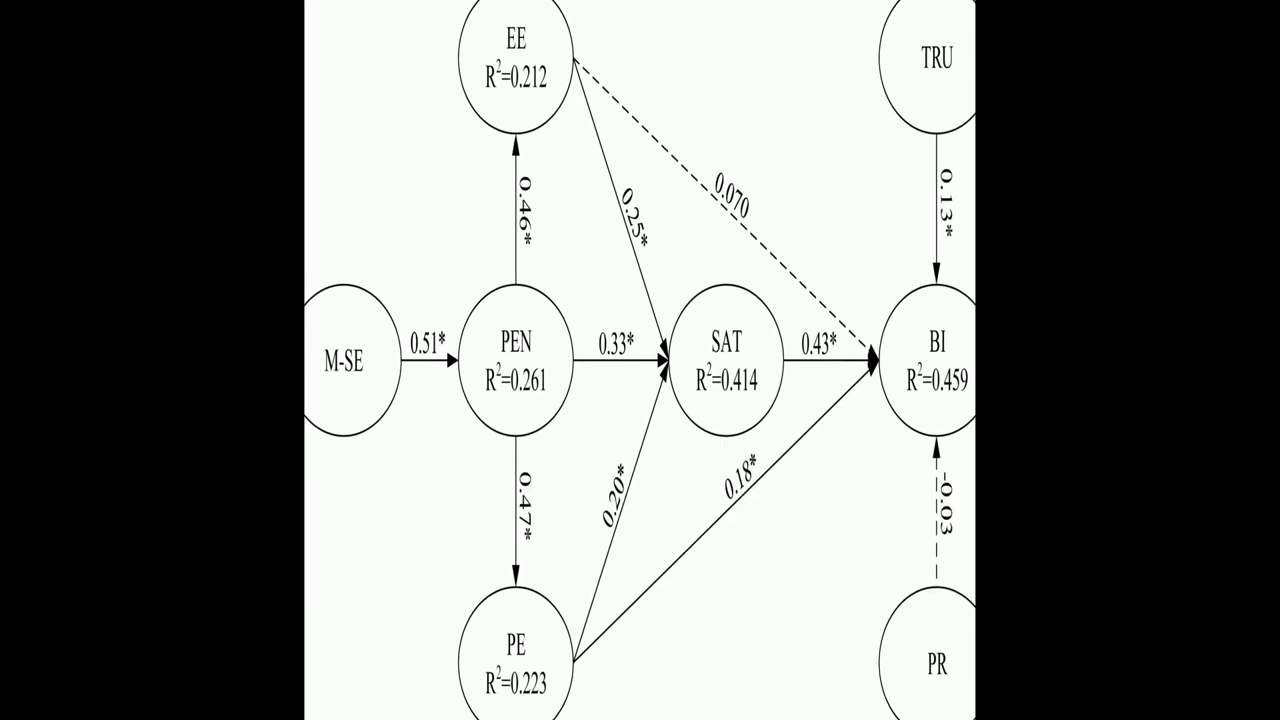 EE
R²=0.212
TRU
0.46*
0.25*
0.070
0.13*
M-SE
0.51*
PEN
R²=0.261
0.33*
SAT
R²=0.414
0.43*
BI
R²=0.459
0.47*
0.20*
0.18*
-0.03
PE
R²=0.223
PR